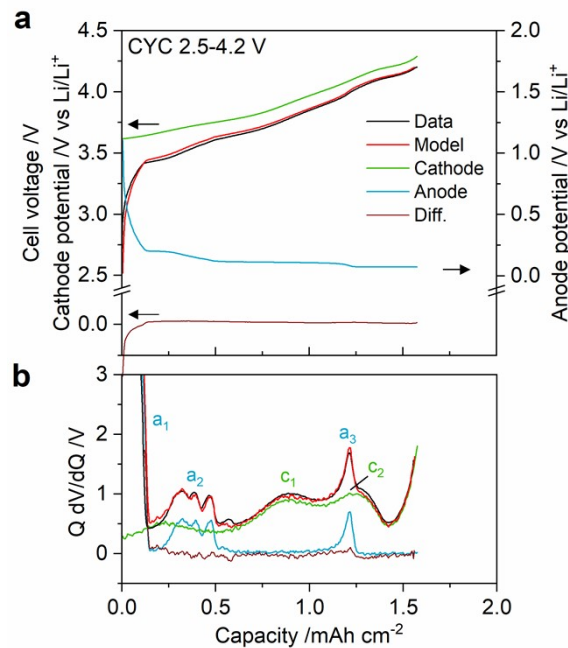 a
CYC 2.5-4.2 V
4.5
4.0
3.5
3.0
2.5
0.0
Cell voltage /V
Cathode potential /V vs Li/Li⁺
2.0
1.5
1.0
0.5
0.0
Anode potential /V vs Li/Li⁺
Data
Model
Cathode
Anode
Diff.
b
3
2
1
0
Q dV/dQ /V
a₁
a₂
c₁
a₃
c₂
0.0 0.5 1.0 1.5 2.0
Capacity /mAh cm⁻²